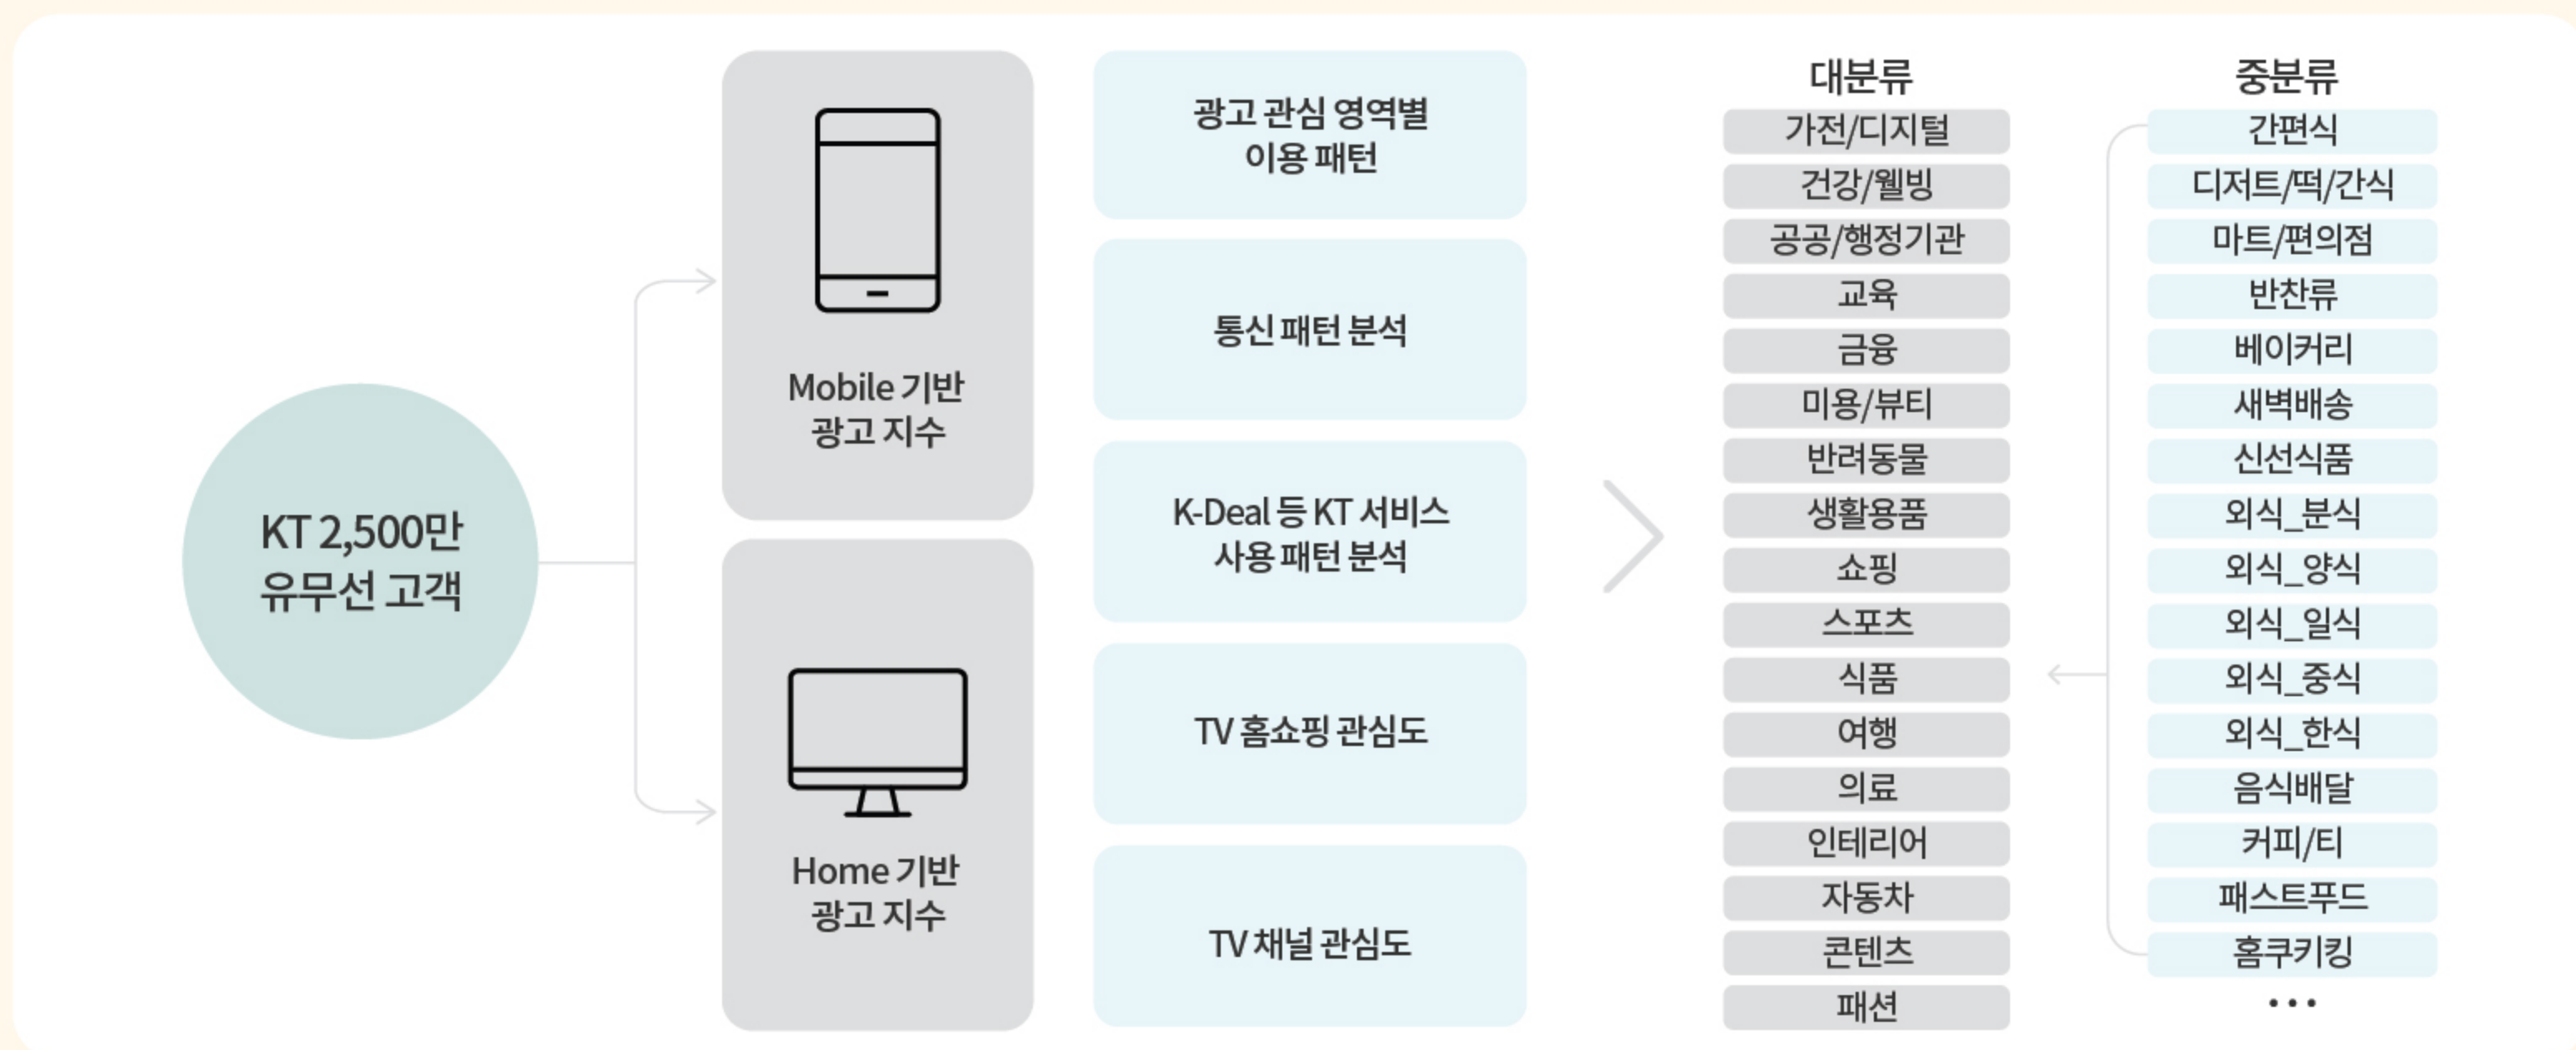 KT 2,500만
유무선 고객
Mobile 기반
광고 지수
Home 기반
광고 지수
광고 관심 영역별
이용 패턴
통신 패턴 분석
K-Deal 등 KT 서비스
사용 패턴 분석
TV 홈쇼핑 관심도
TV 채널 관심도
대분류
가전/디지털
건강/웰빙
공공/행정기관
교육
금융
미용/뷰티
반려동물
생활용품
쇼핑
스포츠
식품
여행
의료
인테리어
자동차
콘텐츠
패션
중분류
간편식
디저트/떡/간식
마트/편의점
반찬류
베이커리
새벽배송
신선식품
외식_분식
외식_양식
외식_일식
외식_중식
외식_한식
음식배달
커피/티
패스트푸드
홈쿠키킹
...